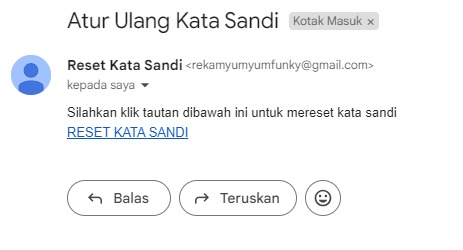 Atur Ulang Kata Sandi Kotak Masuk ×
Reset Kata Sandi <rekamyumyumfunky@gmail.com>
kepada saya
Silahkan klik tautan dibawah ini untuk mereset kata sandi
RESET KATA SANDI
Balas Teruskan